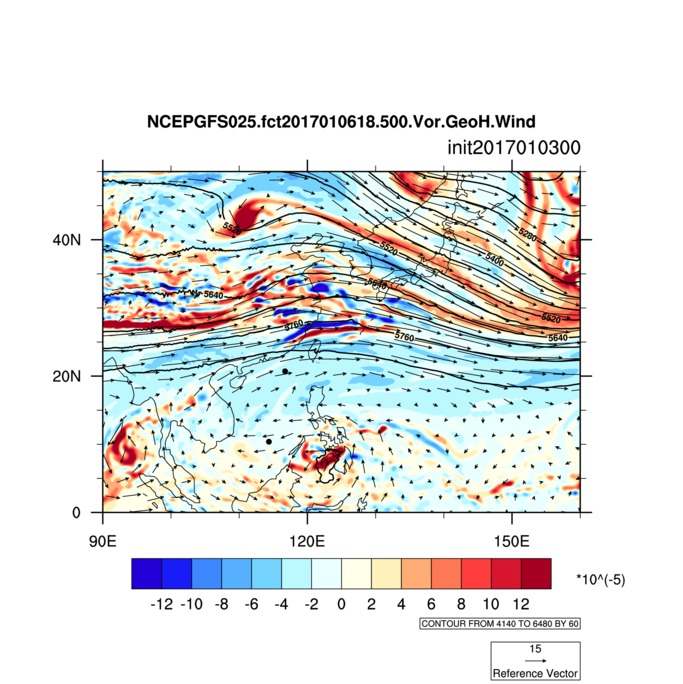 NCEPGFS025.fct2017010618.500.Vor.GeoH.Wind
init2017010300
40N
20N
0
90E 120E 150E
5520
5280
5400
5640
5640
5520
5760
5760
5640
-12 -10 -8 -6 -4 -2 0 2 4 6 8 10 12
*10^(-5)
CONTOUR FROM 4140 TO 6480 BY 60
15
Reference Vector